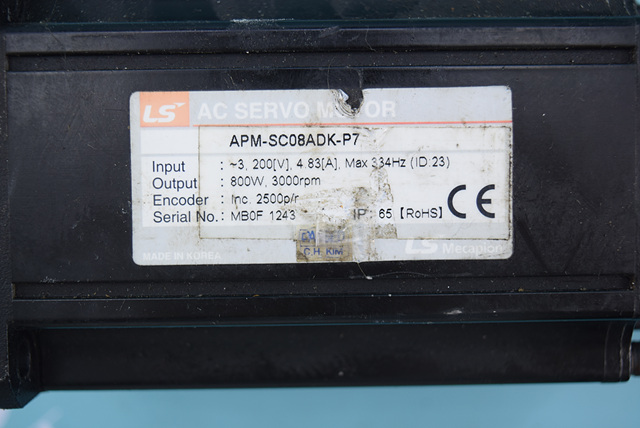 LS AC SERVO MOTOR
APM-SC08ADK-P7
Input : ~3, 200[V], 4.83[A], Max 334Hz (ID:23)
Output : 800W, 3000rpm
Encoder : Inc. 2500p/r
Serial No. : MB0F 1243 IP : 65 [RoHS] CE
C.H. KIM
MADE IN KOREA LS Mecapion